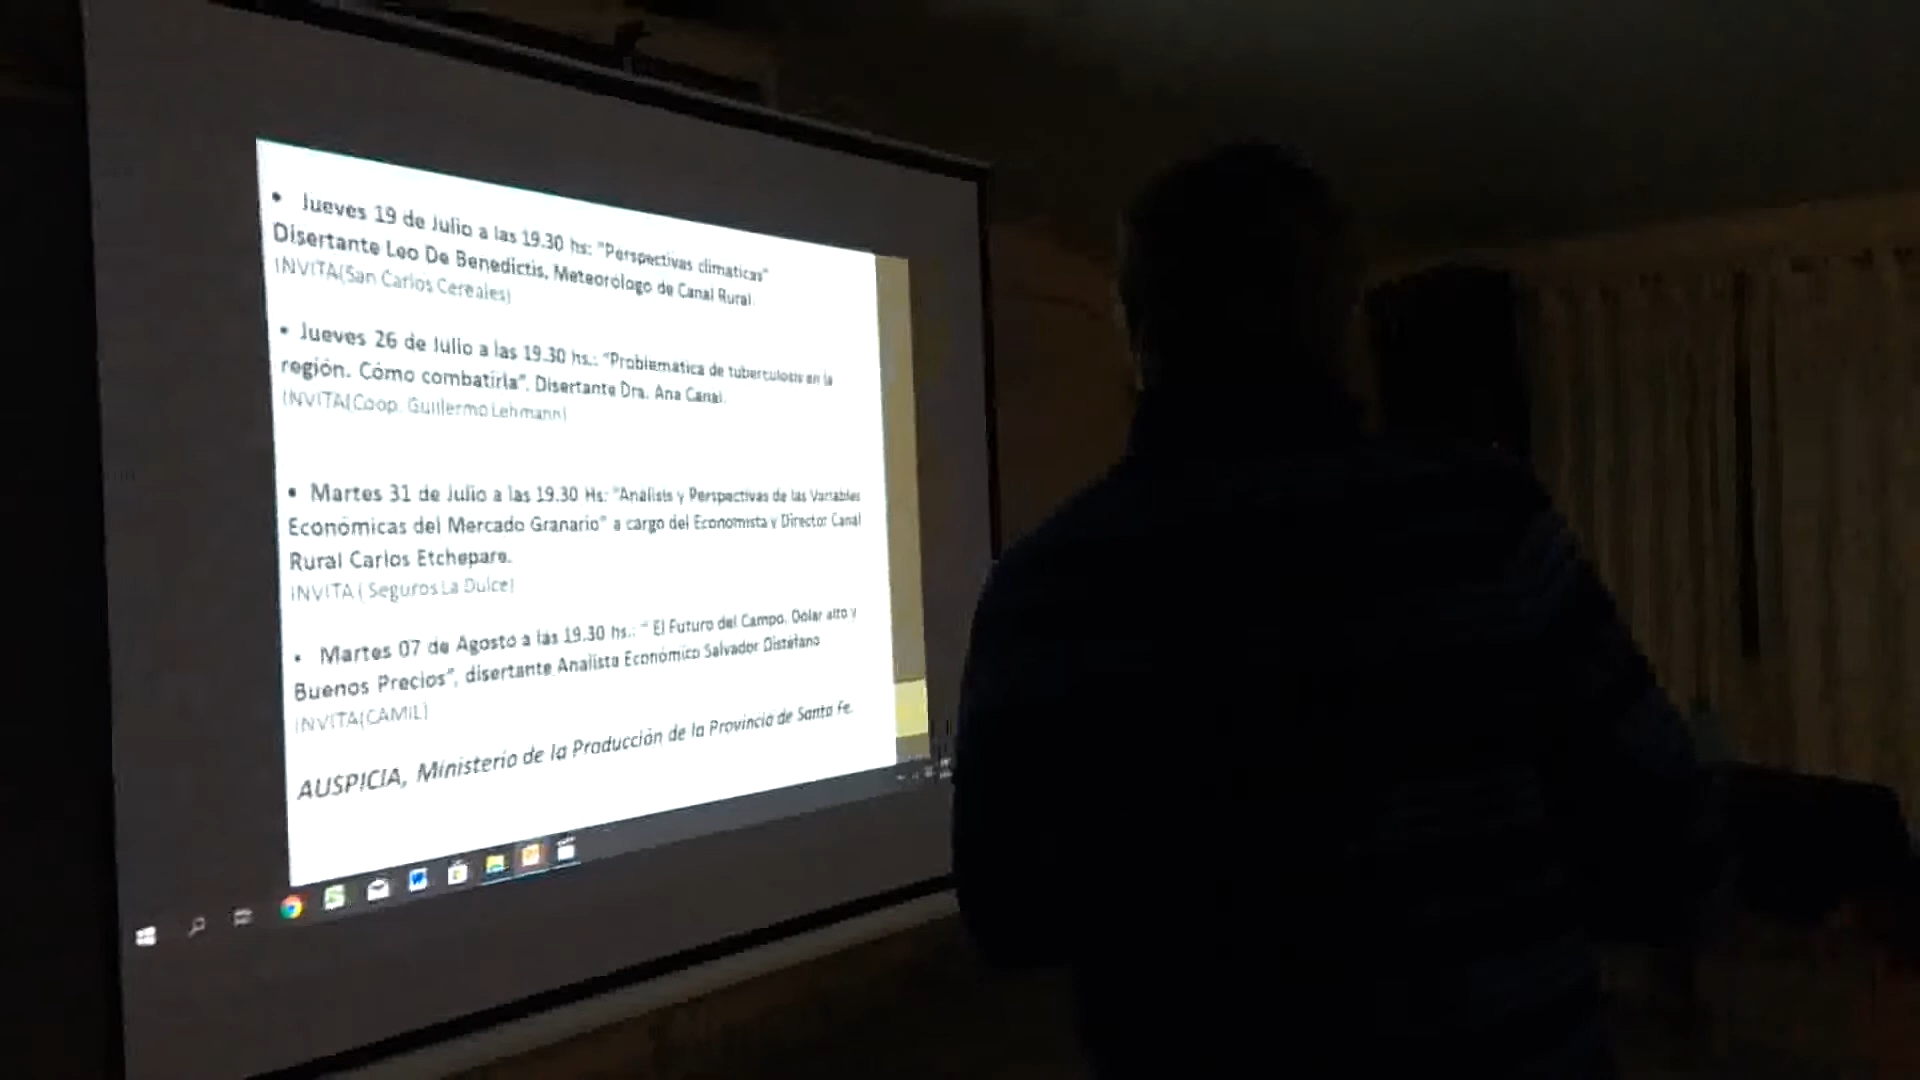 • Jueves 19 de Julio a las 19.30 hs: "Perspectivas climaticas"
Disertante Leo De Benedictis, Meteorólogo de Canal Rural.
INVITA(San Carlos Cereales)
• Jueves 26 de Julio a las 19.30 hs.: "Problematica de tuberculosis en la
región. Cómo combatirla". Disertante Dra. Ana Canal.
INVITA(Coop. Guillermo Lehmann)
• Martes 31 de Julio a las 19.30 Hs: "Análisis y Perspectivas de las Variables
Económicas del Mercado Granario" a cargo del Economista y Director Canal
Rural Carlos Etchepare.
INVITA ( Seguros La Dulce)
• Martes 07 de Agosto a las 19.30 hs.: " El Futuro del Campo. Dolar alto y
Buenos Precios", disertante Analista Económico Salvador Distefano
INVITA(CAMIL)
AUSPICIA, Ministerio de la Producción de la Provincia de Santa Fe.